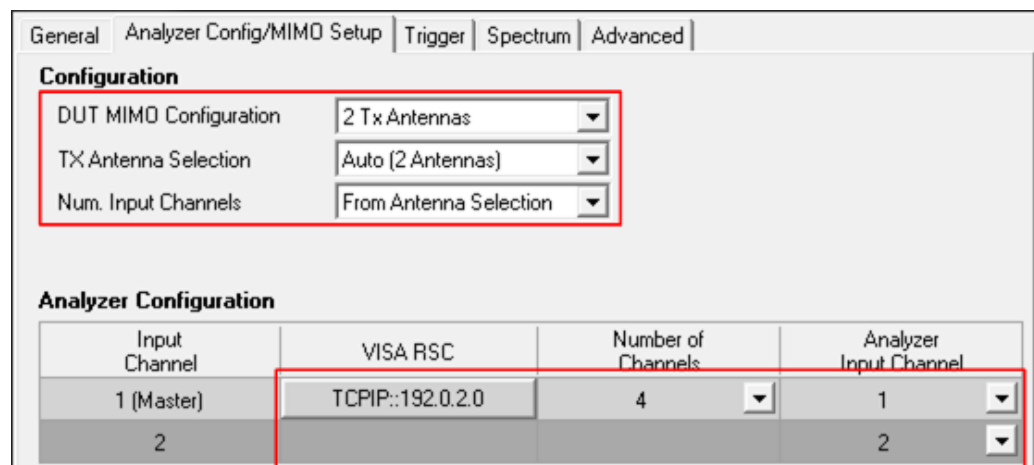 General Analyzer Config/MIMO Setup Trigger Spectrum Advanced
Configuration
DUT MIMO Configuration 2 Tx Antennas
TX Antenna Selection Auto (2 Antennas)
Num. Input Channels From Antenna Selection
Analyzer Configuration
Input Channel VISA RSC Number of Channels Analyzer Input Channel
1 (Master) TCPIP::192.0.2.0 4 1
2 2